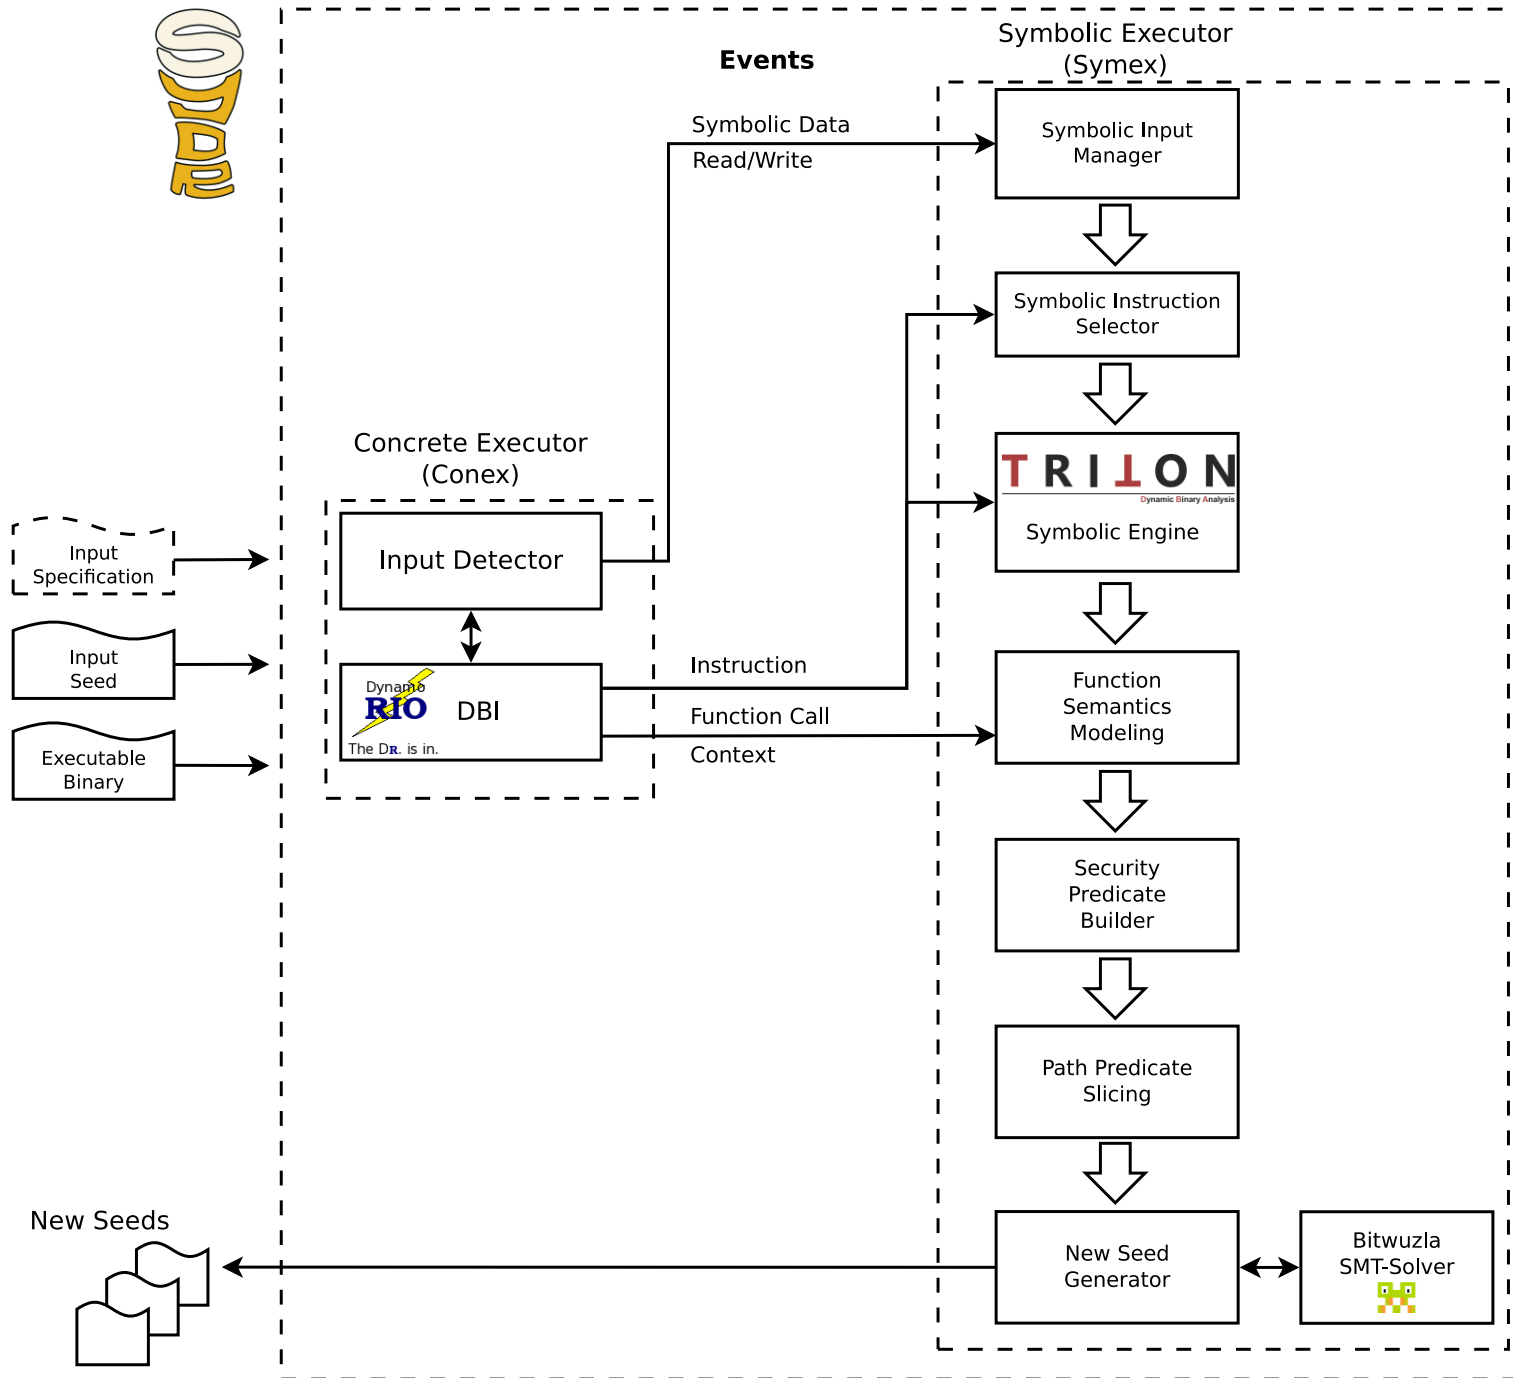 SYDR
Events
Symbolic Executor
(Symex)
Symbolic Data
Read/Write
Symbolic Input
Manager
Symbolic Instruction
Selector
Concrete Executor
(Conex)
TRITON
Dynamic Binary Analysis
Symbolic Engine
Input
Specification
Input Detector
Input
Seed
Dynamo
RIO
DBI
The DR. is in.
Instruction
Function Call
Context
Function
Semantics
Modeling
Executable
Binary
Security
Predicate
Builder
Path Predicate
Slicing
New Seeds
New Seed
Generator
Bitwuzla
SMT-Solver